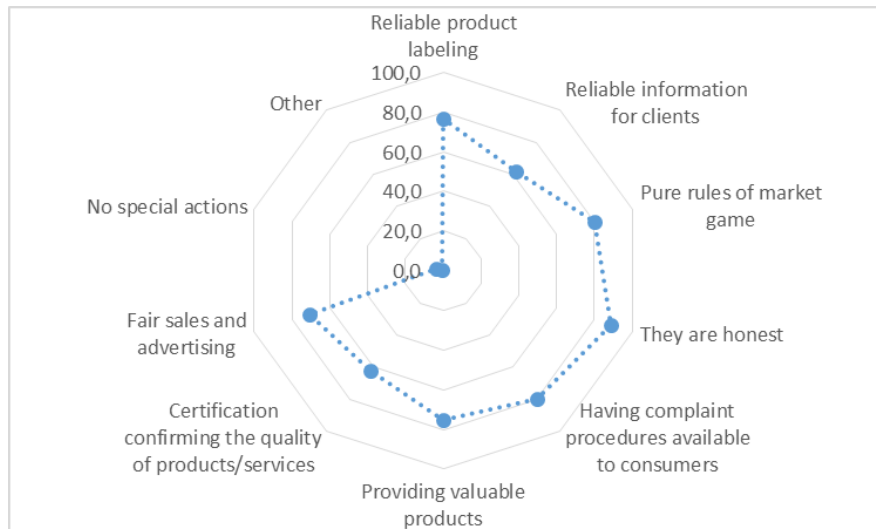 Reliable product
labeling
100,0
80,0
60,0
40,0
20,0
0,0
Reliable information
for clients
Pure rules of market
game
They are honest
Having complaint
procedures available
to consumers
Providing valuable
products
Certification
confirming the quality
of products/services
Fair sales and
advertising
No special actions
Other